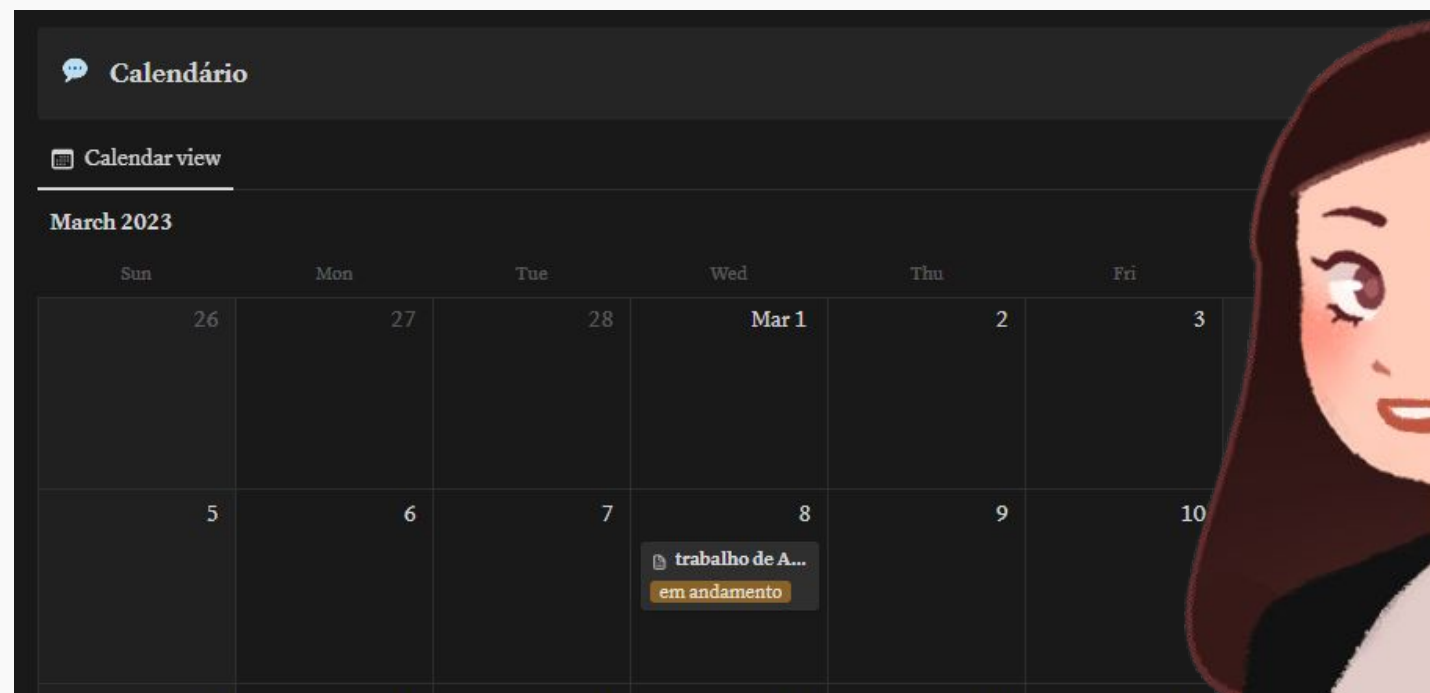 Calendário
Calendar view
March 2023
Sun Mon Tue Wed Thu Fri
26 27 28 Mar 1 2 3
5 6 7 8 9 10
trabalho de A...
em andamento